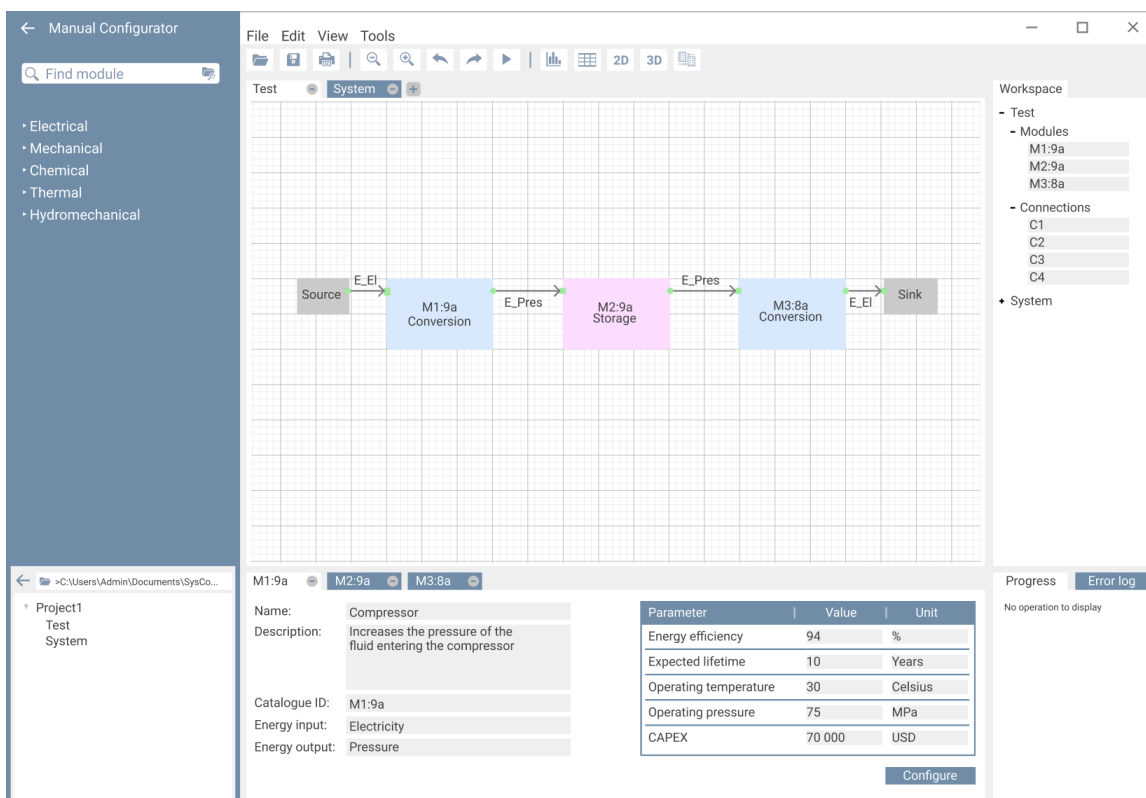 Manual Configurator
Find module
Electrical
Mechanical
Chemical
Thermal
Hydromechanical
File Edit View Tools
2D 3D
Test System
Source
E_El
M1:9a
Conversion
E_Pres
M2:9a
Storage
E_Pres
M3:8a
Conversion
E_El
Sink
Workspace
Test
Modules
M1:9a
M2:9a
M3:8a
Connections
C1
C2
C3
C4
System
>C:\Users\Admin\Documents\SysCo...
Project1
Test
System
M1:9a M2:9a M3:8a
Name: Compressor
Description: Increases the pressure of the
fluid entering the compressor
Catalogue ID: M1:9a
Energy input: Electricity
Energy output: Pressure
Parameter | Value | Unit
Energy efficiency 94 %
Expected lifetime 10 Years
Operating temperature 30 Celsius
Operating pressure 75 MPa
CAPEX 70 000 USD
Configure
Progress Error log
No operation to display